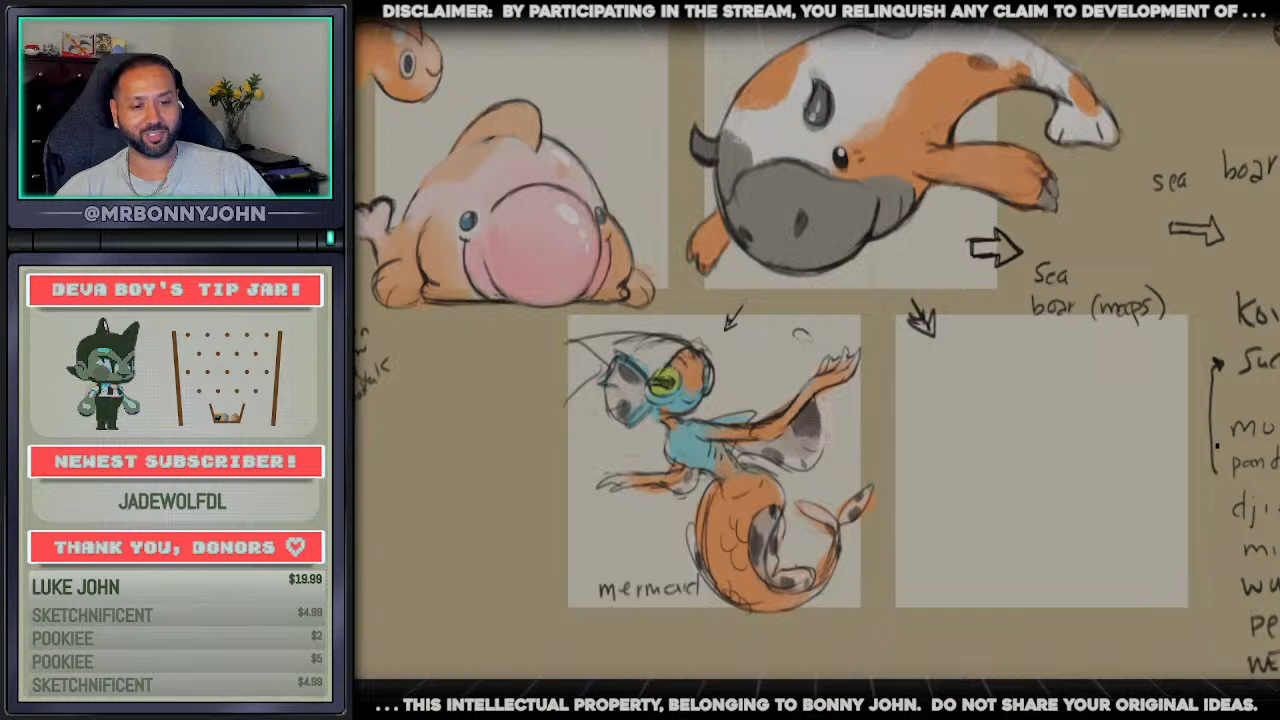 DISCLAIMER: BY PARTICIPATING IN THE STREAM, YOU RELINQUISH ANY CLAIM TO DEVELOPMENT OF . . .
@MRBONNYJOHN
DEVA BOY'S TIP JAR!
NEWEST SUBSCRIBER!
JADEWOLFDL
THANK YOU, DONORS
LUKE JOHN $19.99
SKETCHNIFICENT $4.99
POOKIEE $2
POOKIEE $5
SKETCHNIFICENT $4.99
sea boar
Sea
boar (maps)
mermaid
. . . THIS INTELLECTUAL PROPERTY, BELONGING TO BONNY JOHN. DO NOT SHARE YOUR ORIGINAL IDEAS.